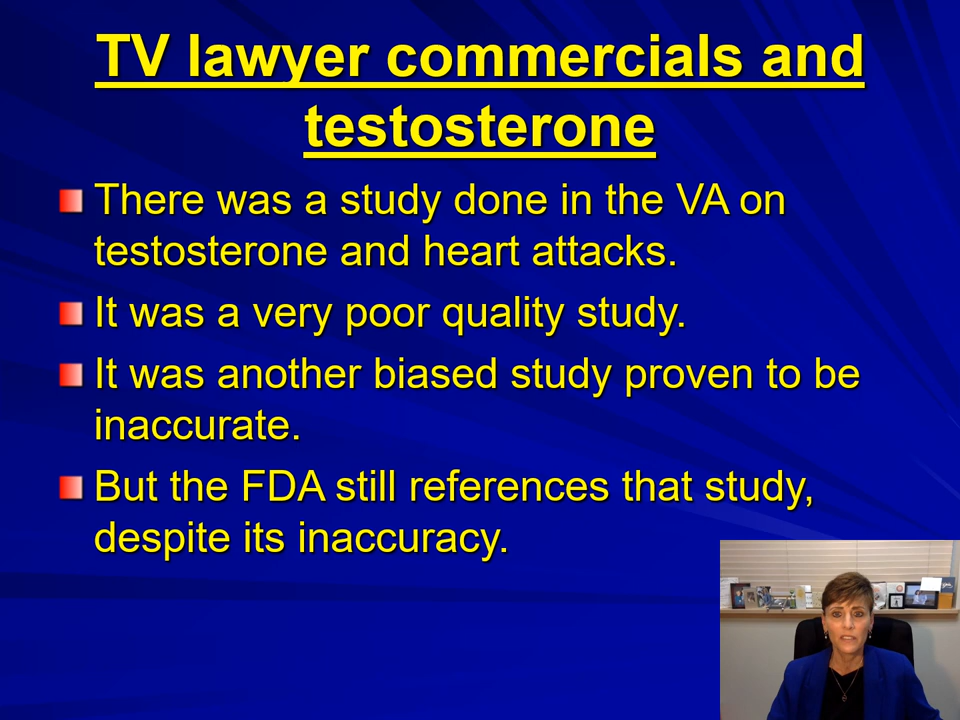 TV lawyer commercials and
testosterone
There was a study done in the VA on
testosterone and heart attacks.
It was a very poor quality study.
It was another biased study proven to be
inaccurate.
But the FDA still references that study,
despite its inaccuracy.